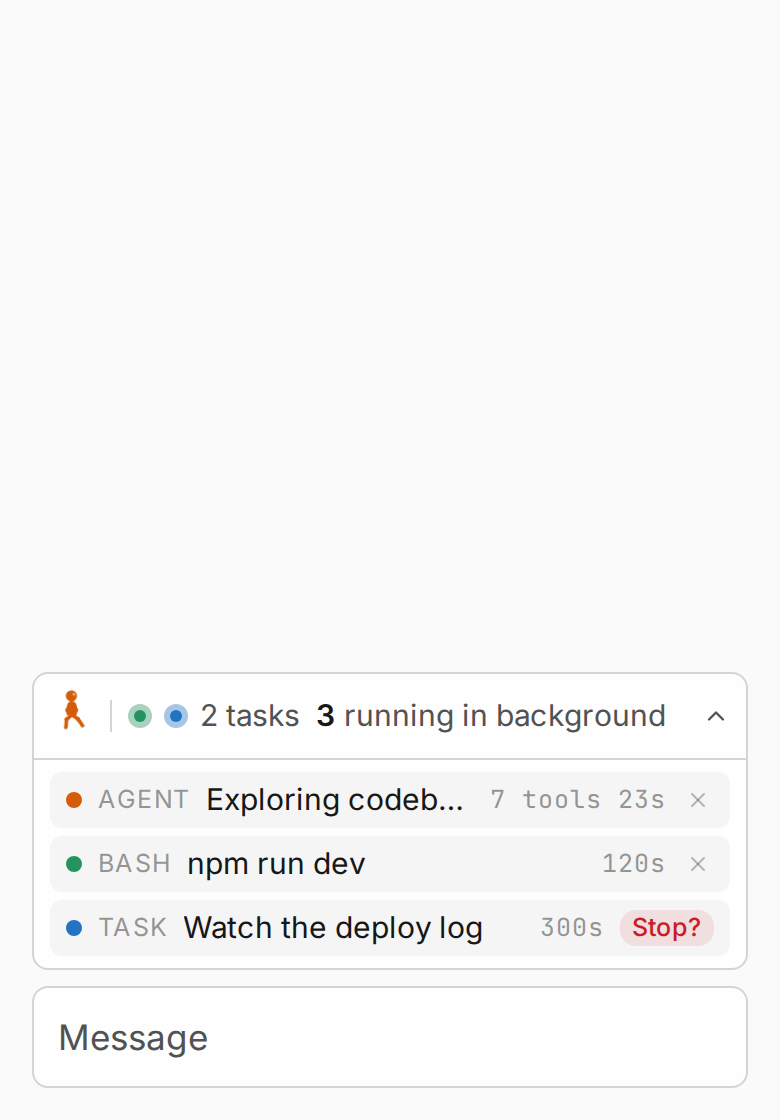 2 tasks 3 running in background
AGENT Exploring codeb... 7 tools 23s
BASH npm run dev 120s
TASK Watch the deploy log 300s Stop?
Message